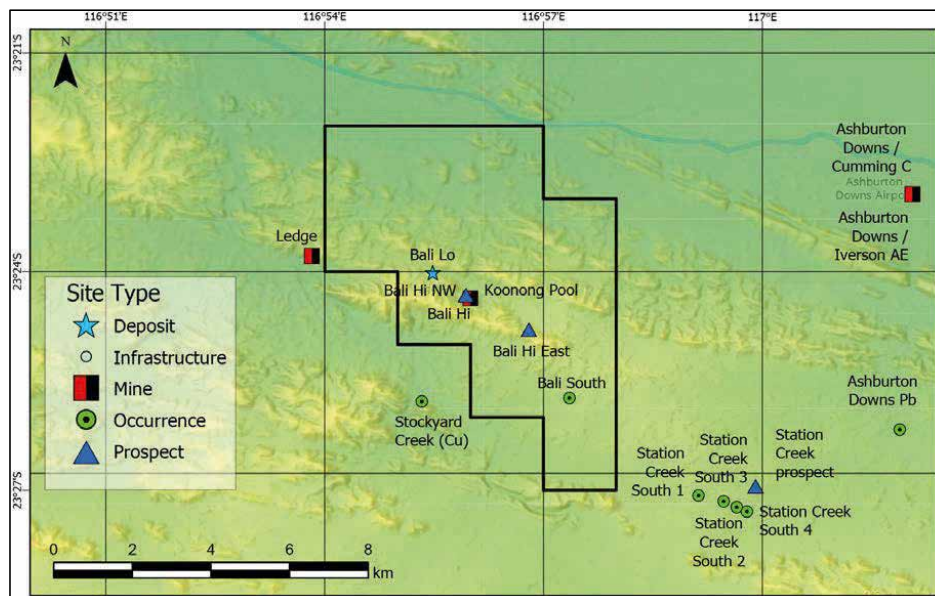 116°51'E
116°54'E
116°57'E
117°E
23°21'S
23°24'S
23°27'S
N
Ashburton
Downs /
Cumming C
Ashburton
Downs Airpo
Ashburton
Downs /
Iverson AE
Ledge
Bali Lo
Bali Hi NW
Koonong Pool
Bali Hi
Bali Hi East
Bali South
Stockyard
Creek (Cu)
Ashburton
Downs Pb
Station
Creek
South 1
Station
Creek
South 3
Station
Creek
prospect
Station
Creek
South 2
Station Creek
South 4
Site Type
Deposit
Infrastructure
Mine
Occurrence
Prospect
0 2 4 6 8
km